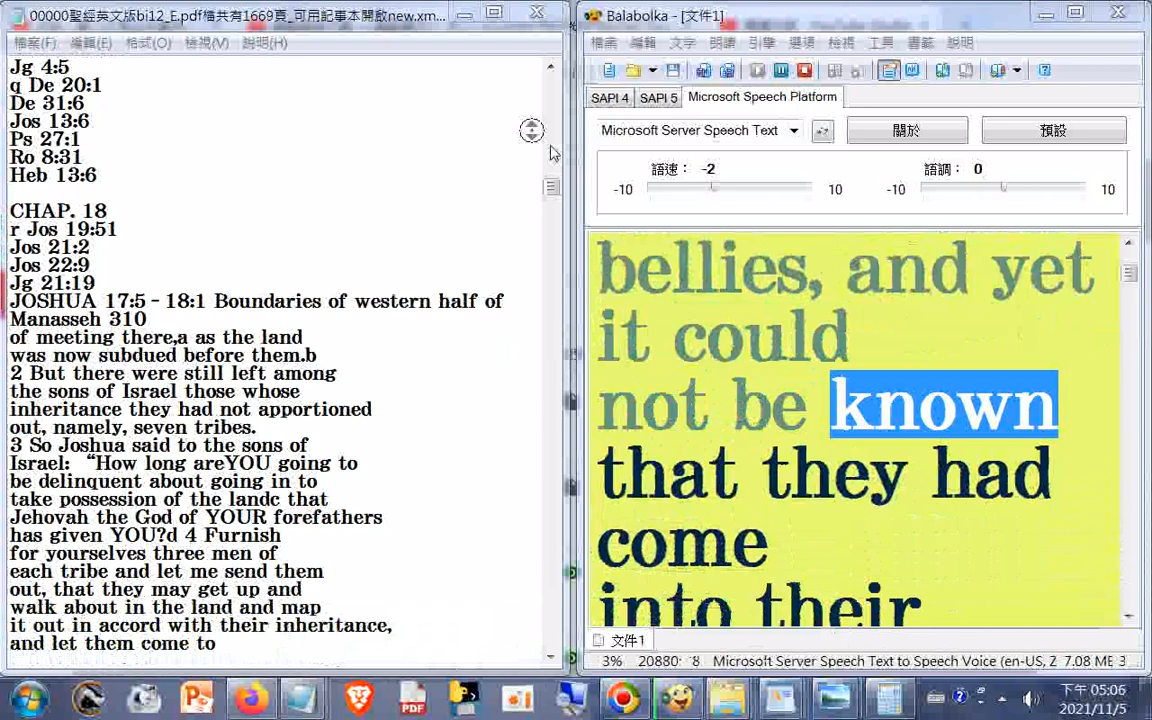 00000聖經英文版bi12_E.pdf檔共有1669頁_可用記事本開啟new.xm...
檔案(F) 編輯(E) 格式(O) 檢視(V) 說明(H)
Jg 4:5
q De 20:1
De 31:6
Jos 13:6
Ps 27:1
Ro 8:31
Heb 13:6
CHAP. 18
r Jos 19:51
Jos 21:2
Jos 22:9
Jg 21:19
JOSHUA 17:5–18:1 Boundaries of western half of
Manasseh 310
of meeting there,a as the land
was now subdued before them.b
2 But there were still left among
the sons of Israel those whose
inheritance they had not apportioned
out, namely, seven tribes.
3 So Joshua said to the sons of
Israel: “How long areYOU going to
be delinquent about going in to
take possession of the landc that
Jehovah the God of YOUR forefathers
has given YOU?d 4 Furnish
for yourselves three men of
each tribe and let me send them
out, that they may get up and
walk about in the land and map
it out in accord with their inheritance,
and let them come to
Balabolka - [文件1]
檔案 編輯 文字 朗讀 引擎 選項 檢視 工具 書籤 說明
SAPI 4 SAPI 5 Microsoft Speech Platform
Microsoft Server Speech Text 關於 預設
語速： -2 語調： 0
-10 10 -10 10
bellies, and yet
it could
not be known
that they had
come
into their
文件1
3% 20880: Microsoft Server Speech Text to Speech Voice (en-US, 2 7.08 MB 3
PDF
下午 05:06
2021/11/5